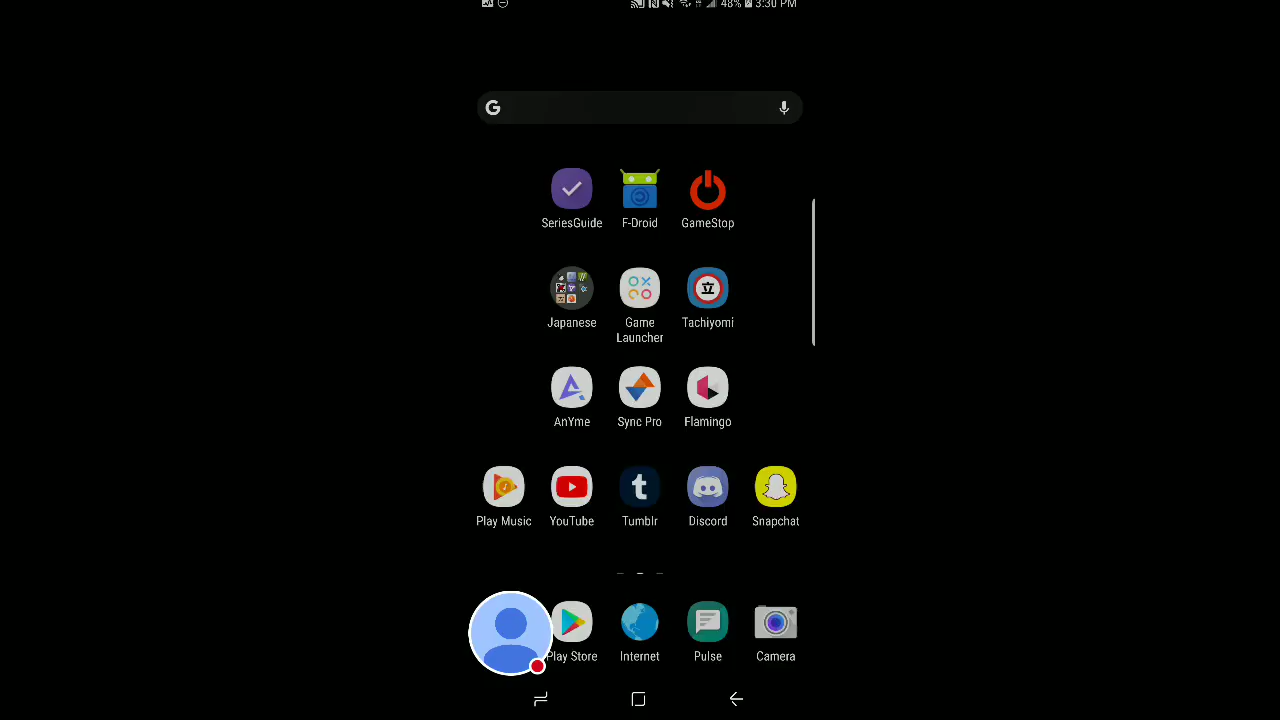 48% 3:30 PM
G
SeriesGuide F-Droid GameStop
立
Japanese Game Launcher Tachiyomi
AnYme Sync Pro Flamingo
t
Play Music YouTube Tumblr Discord Snapchat
Play Store Internet Pulse Camera